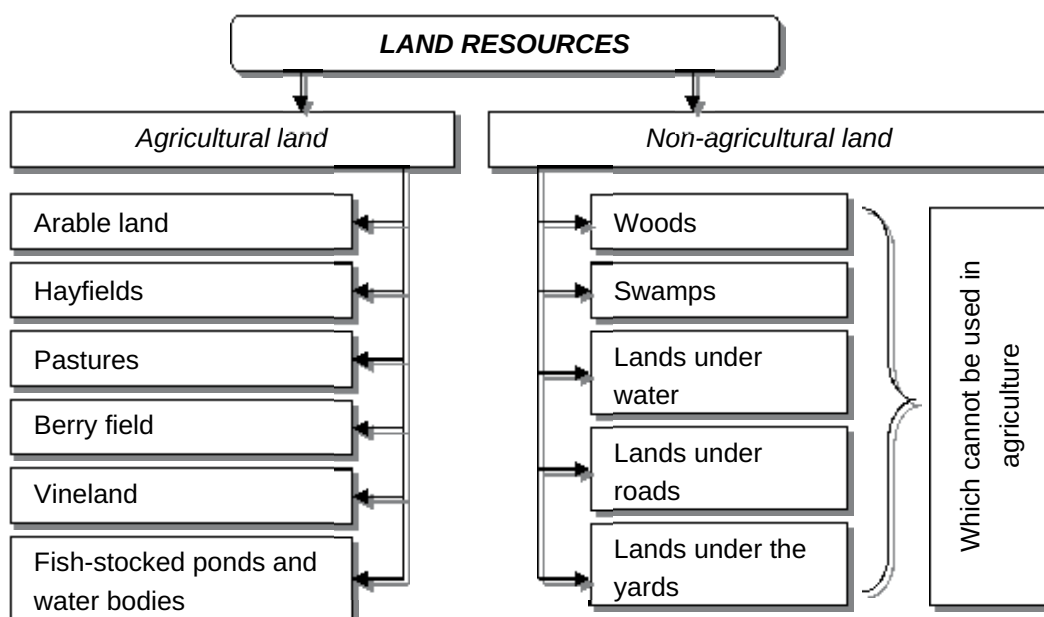 LAND RESOURCES
Agricultural land
Non-agricultural land
Arable land
Hayfields
Pastures
Berry field
Vineland
Fish-stocked ponds and
water bodies
Woods
Swamps
Lands under
water
Lands under
roads
Lands under the
yards
Which cannot be used in
agriculture